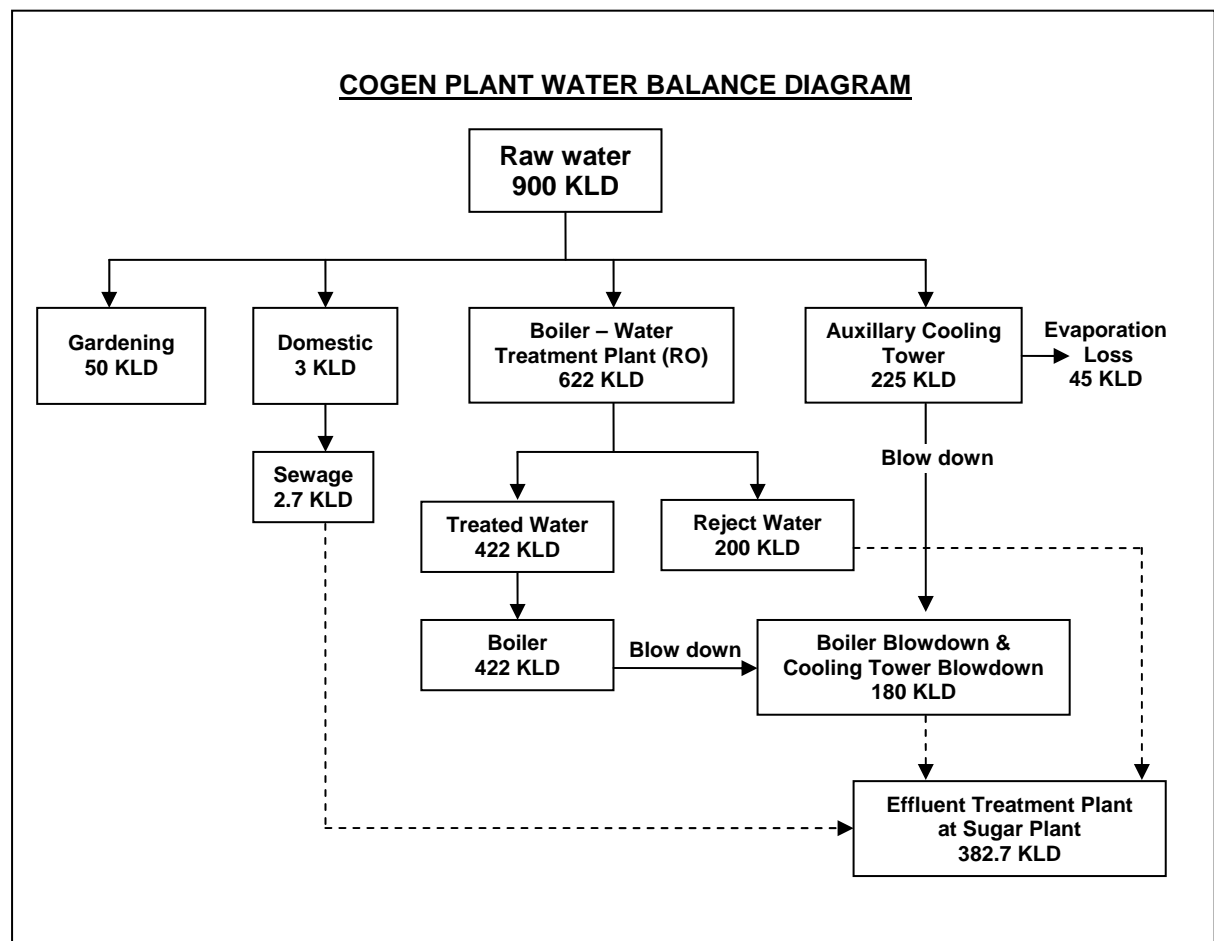 COGEN PLANT WATER BALANCE DIAGRAM
Raw water
900 KLD
Gardening
50 KLD
Domestic
3 KLD
Boiler – Water
Treatment Plant (RO)
622 KLD
Auxillary Cooling
Tower
225 KLD
Evaporation
Loss
45 KLD
Sewage
2.7 KLD
Blow down
Treated Water
422 KLD
Reject Water
200 KLD
Boiler
422 KLD
Blow down
Boiler Blowdown &
Cooling Tower Blowdown
180 KLD
Effluent Treatment Plant
at Sugar Plant
382.7 KLD